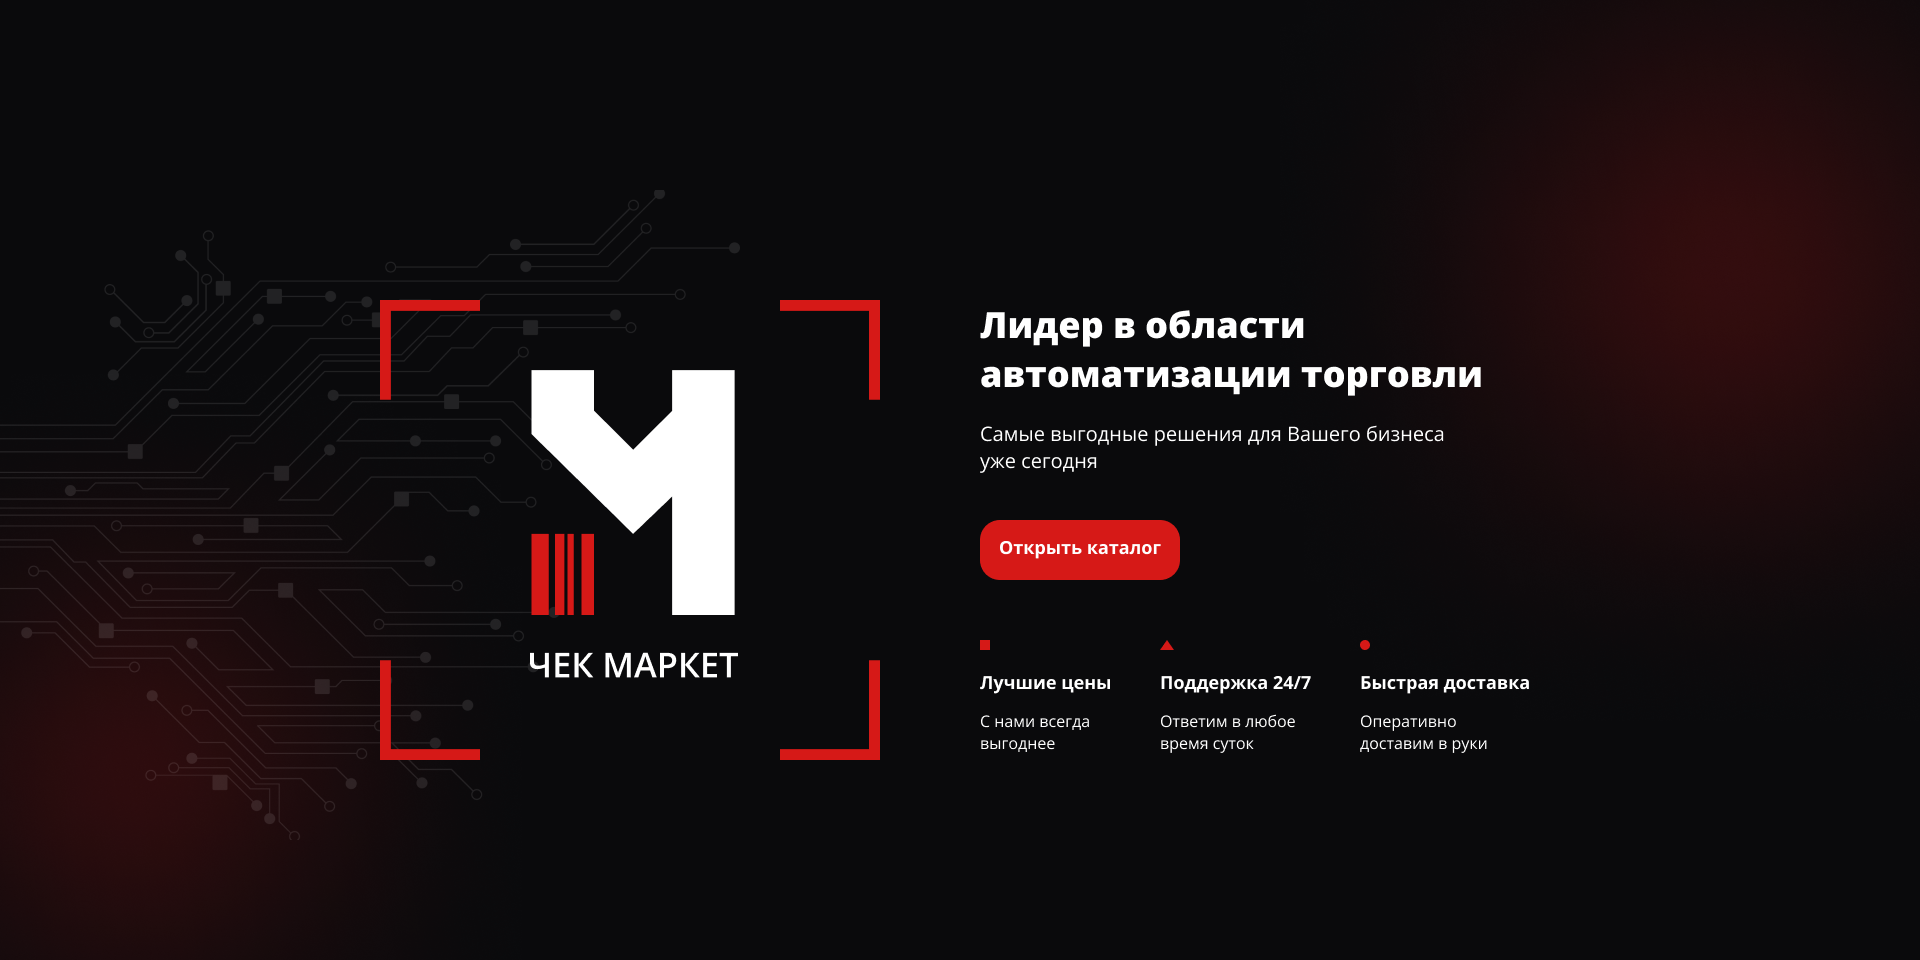 ЧЕК МАРКЕТ
Лидер в области
автоматизации торговли
Самые выгодные решения для Вашего бизнеса
уже сегодня
Открыть каталог
Лучшие цены
С нами всегда
выгоднее
Поддержка 24/7
Ответим в любое
время суток
Быстрая доставка
Оперативно
доставим в руки